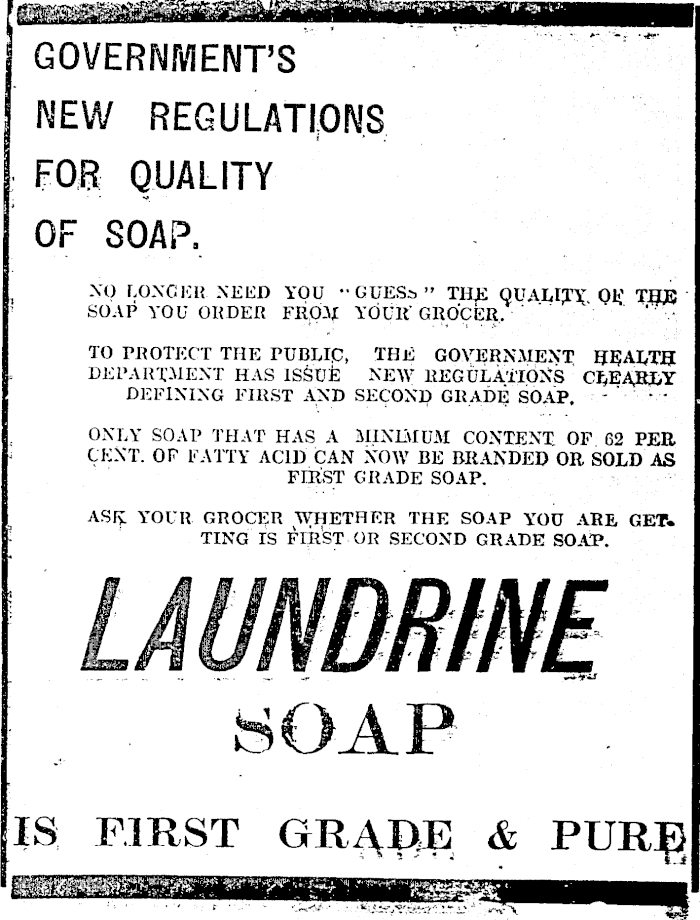 GOVERNMENT'S
NEW REGULATIONS
FOR QUALITY
OF SOAP.
NO LONGER NEED YOU "GUESS" THE QUALITY OF THE
SOAP YOU ORDER FROM YOUR GROCER.
TO PROTECT THE PUBLIC, THE GOVERNMENT HEALTH
DEPARTMENT HAS ISSUE NEW REGULATIONS CLEARLY
DEFINING FIRST AND SECOND GRADE SOAP.
ONLY SOAP THAT HAS A MINIMUM CONTENT OF 62 PER
CENT. OF FATTY ACID CAN NOW BE BRANDED OR SOLD AS
FIRST GRADE SOAP.
ASK YOUR GROCER WHETHER THE SOAP YOU ARE GET-
TING IS FIRST OR SECOND GRADE SOAP.
LAUNDRINE
SOAP
IS FIRST GRADE & PURE